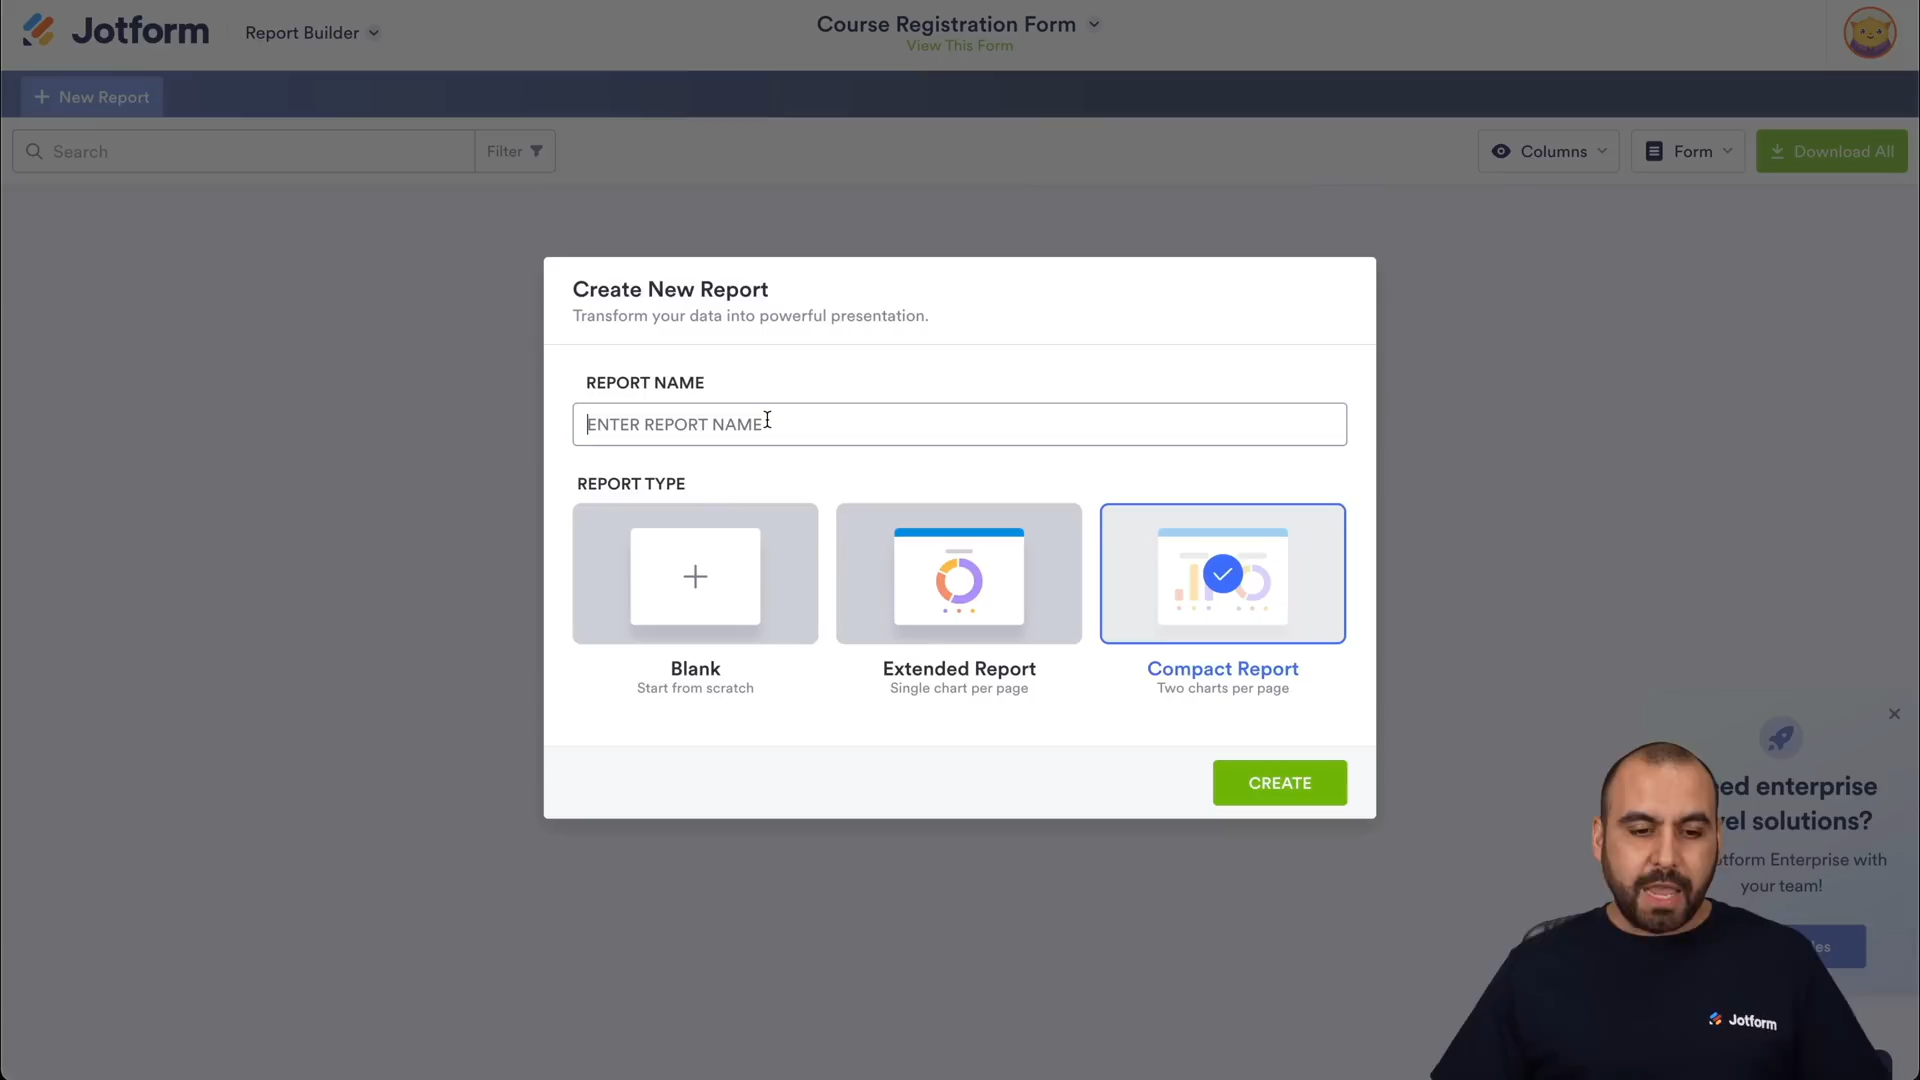 Jotform
Report Builder
Course Registration Form
View This Form
+ New Report
Search
Filter
Columns
Form
Download All
Create New Report
Transform your data into powerful presentation.
REPORT NAME
ENTER REPORT NAME
REPORT TYPE
Blank
Start from scratch
Extended Report
Single chart per page
Compact Report
Two charts per page
CREATE
enterprise
solutions?
Enterprise with
your team!
Jotform